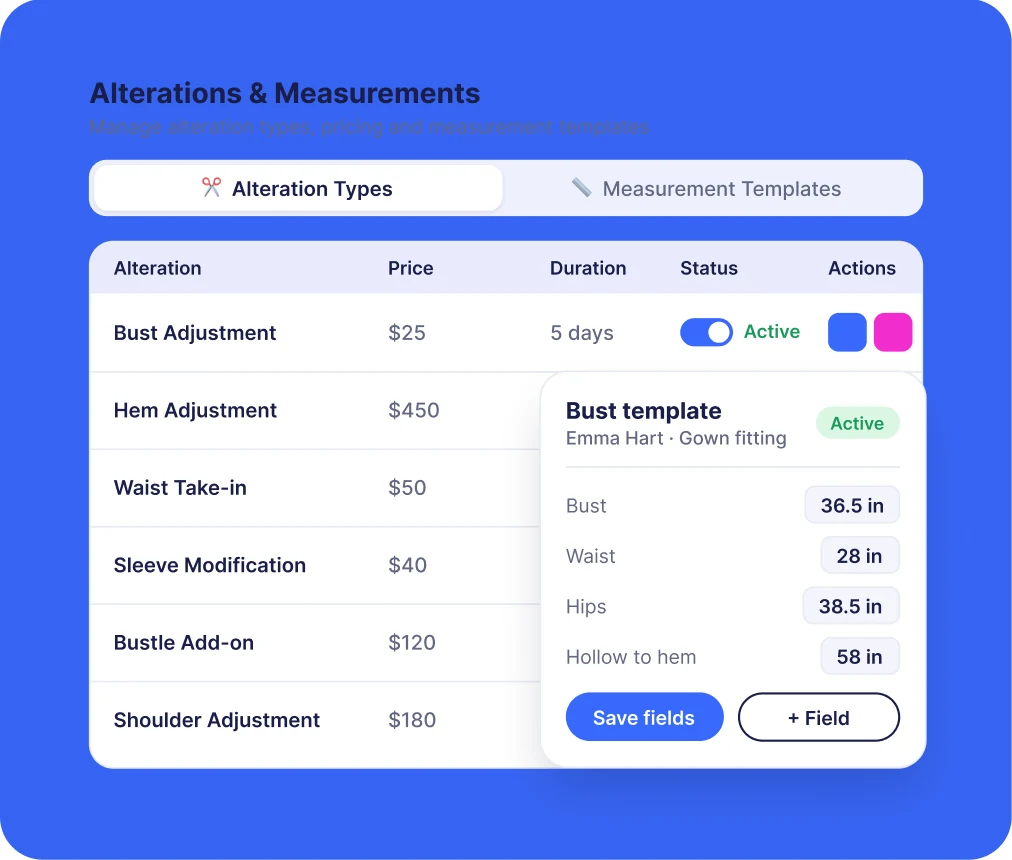 Alterations & Measurements
Manage alteration types, pricing and measurement templates
Alteration Types Measurement Templates
Alteration Price Duration Status Actions
Bust Adjustment $25 5 days Active
Hem Adjustment $450
Bust template
Active
Emma Hart · Gown fitting
Waist Take-in $50
Bust 36.5 in
Waist 28 in
Sleeve Modification $40
Hips 38.5 in
Bustle Add-on $120
Hollow to hem 58 in
Shoulder Adjustment $180
Save fields + Field